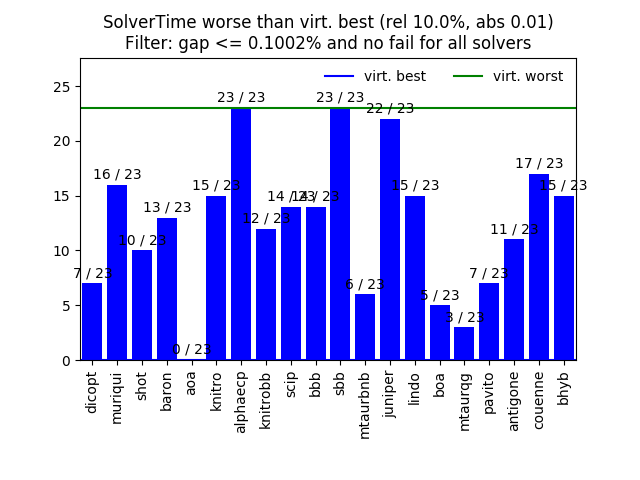 SolverTime worse than virt. best (rel 10.0%, abs 0.01)
Filter: gap <= 0.1002% and no fail for all solvers
virt. best
virt. worst
25
20
15
10
5
0
7 / 23
16 / 23
10 / 23
13 / 23
0 / 23
15 / 23
23 / 23
12 / 23
14 / 23
14 / 23
23 / 23
6 / 23
22 / 23
15 / 23
5 / 23
3 / 23
7 / 23
11 / 23
17 / 23
15 / 23
dicopt
muriqui
shot
baron
aoa
knitro
alphaecp
knitrobb
scip
bbb
sbb
mtaurbnb
juniper
lindo
boa
mtaurqg
pavito
antigone
couenne
bhyb